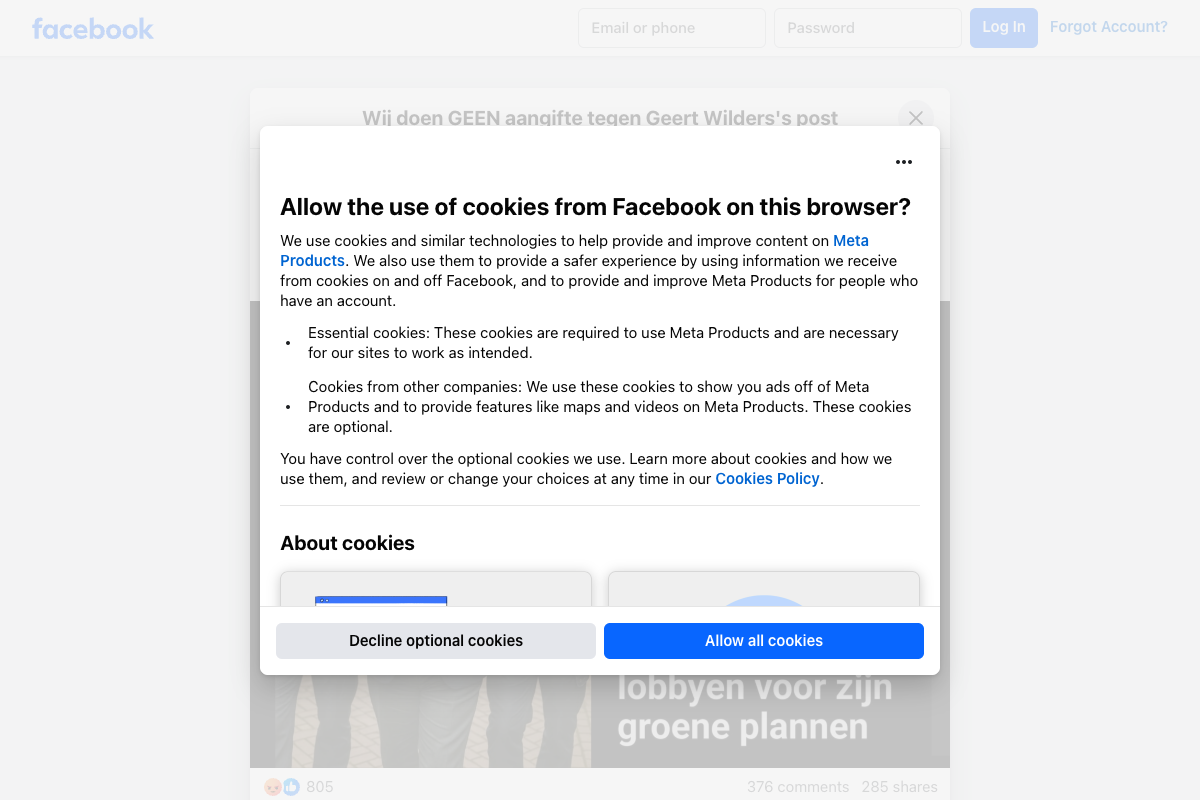 facebook
Email or phone
Password
Log In
Forgot Account?
Wij doen GEEN aangifte tegen Geert Wilders's post
Allow the use of cookies from Facebook on this browser?
We use cookies and similar technologies to help provide and improve content on Meta
Products. We also use them to provide a safer experience by using information we receive
from cookies on and off Facebook, and to provide and improve Meta Products for people who
have an account.
• Essential cookies: These cookies are required to use Meta Products and are necessary
for our sites to work as intended.
• Cookies from other companies: We use these cookies to show you ads off of Meta
Products and to provide features like maps and videos on Meta Products. These cookies
are optional.
You have control over the optional cookies we use. Learn more about cookies and how we
use them, and review or change your choices at any time in our Cookies Policy.
About cookies
Decline optional cookies
Allow all cookies
lobbyen voor zijn
groene plannen
805
376 comments
285 shares